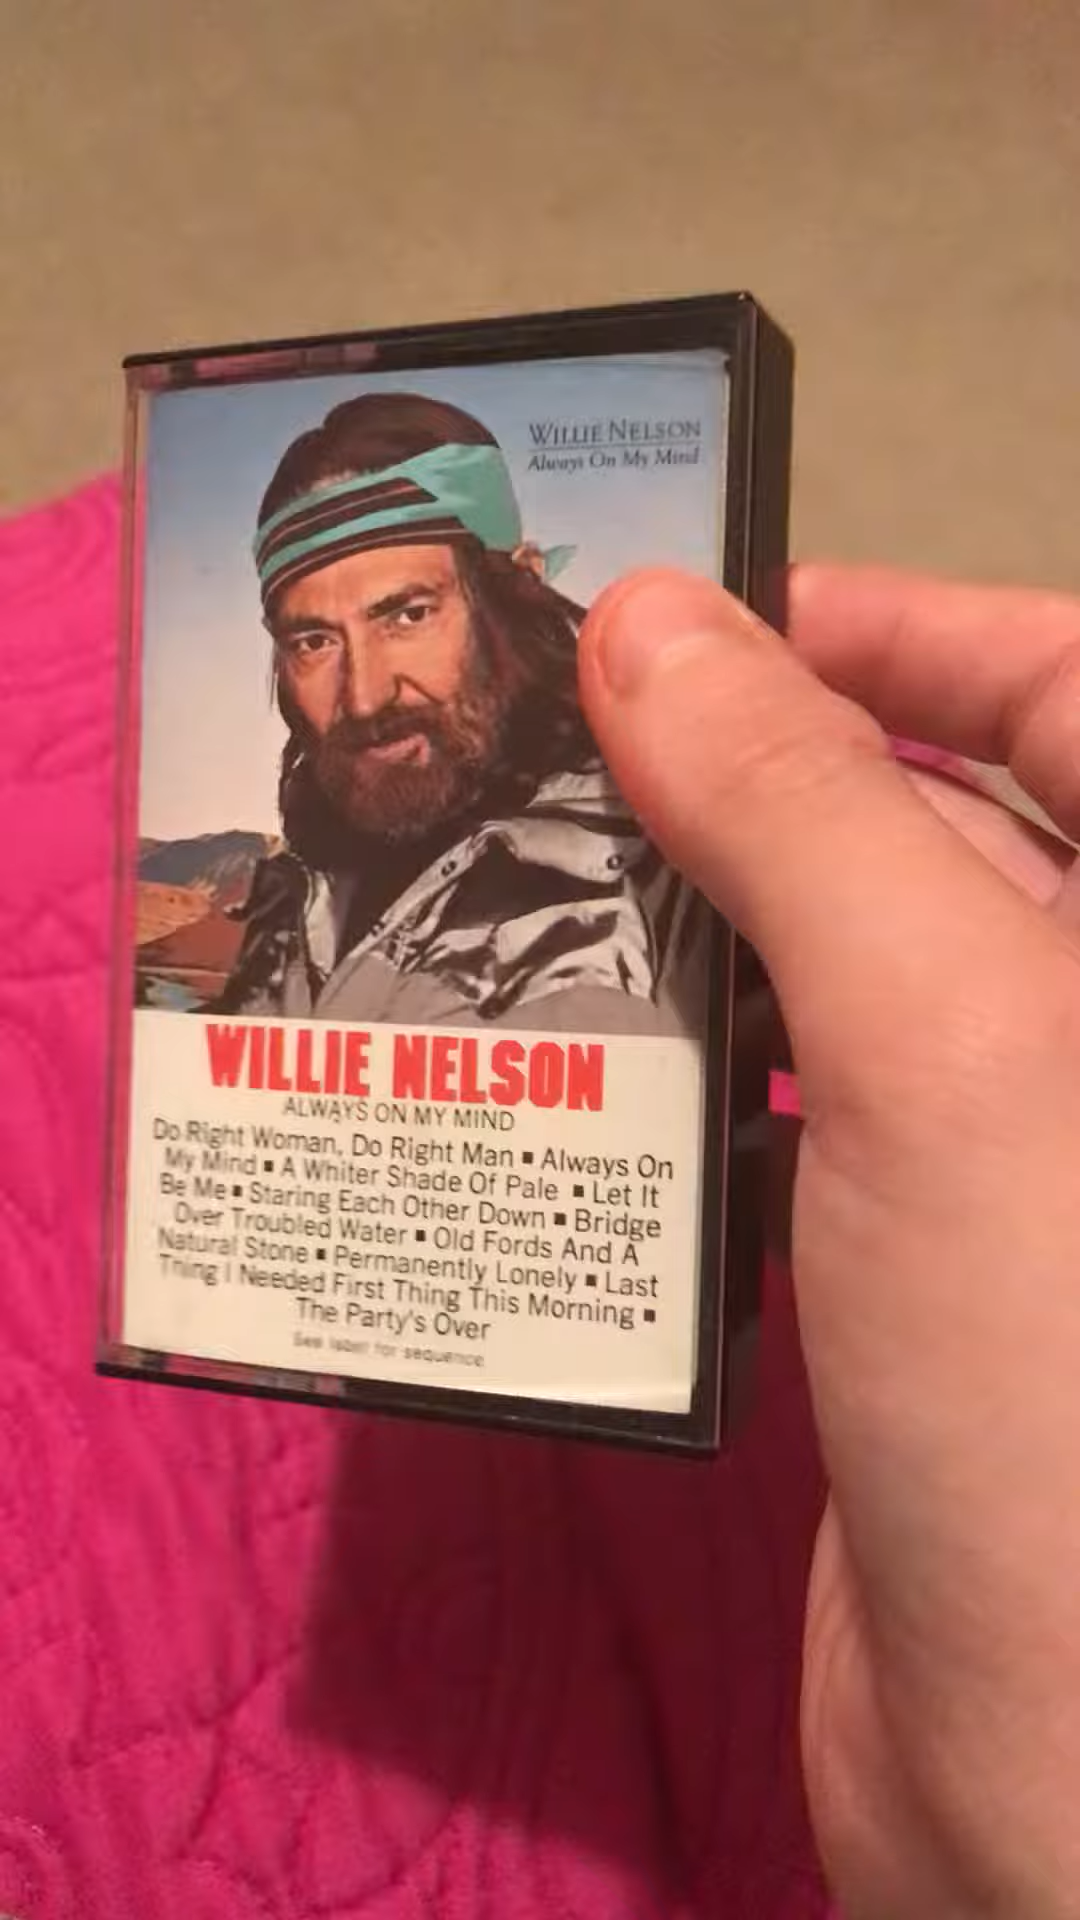 WILLIE NELSON
Always On My Mind
WILLIE NELSON
ALWAYS ON MY MIND
Do Right Woman, Do Right Man ■ Always On
My Mind ■ A Whiter Shade Of Pale ■ Let It
Be Me ■ Staring Each Other Down ■ Bridge
Over Troubled Water ■ Old Fords And A
Natural Stone ■ Permanently Lonely ■ Last
Thing I Needed First Thing This Morning ■
The Party's Over
See label for sequence